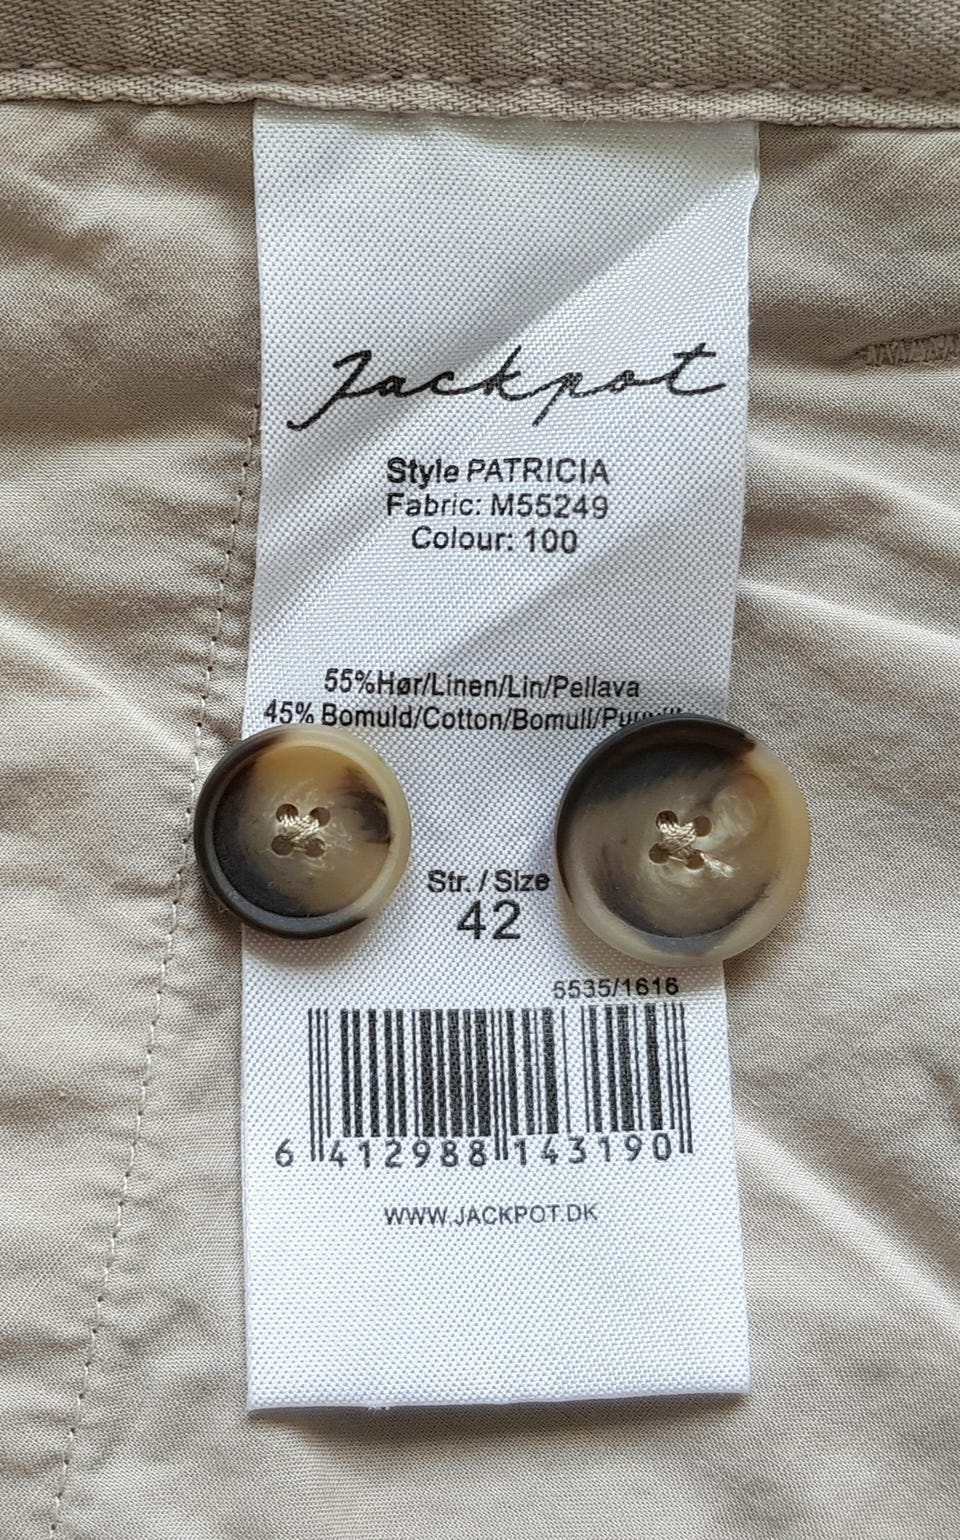 Jackpot
Style PATRICIA
Fabric: M55249
Colour: 100
55%Hør/Linen/Lin/Pellava
45% Bomuld/Cotton/Bomull/
Str. / Size
42
5535/1616
6 412988 143190
WWW.JACKPOT.DK